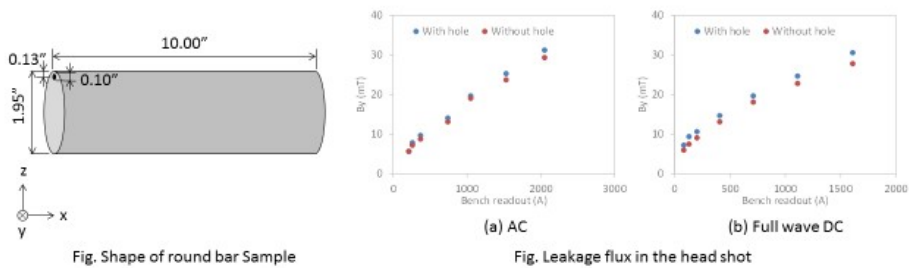 10.00"
0.13"
0.10"
1.95"
z
x
y
Fig. Shape of round bar Sample
40
30
20
10
0
By (mT)
With hole
Without hole
0
1000
2000
3000
Bench readout (A)
(a) AC
40
30
20
10
0
By (mT)
With hole
Without hole
0
500
1000
1500
2000
Bench readout (A)
(b) Full wave DC
Fig. Leakage flux in the head shot